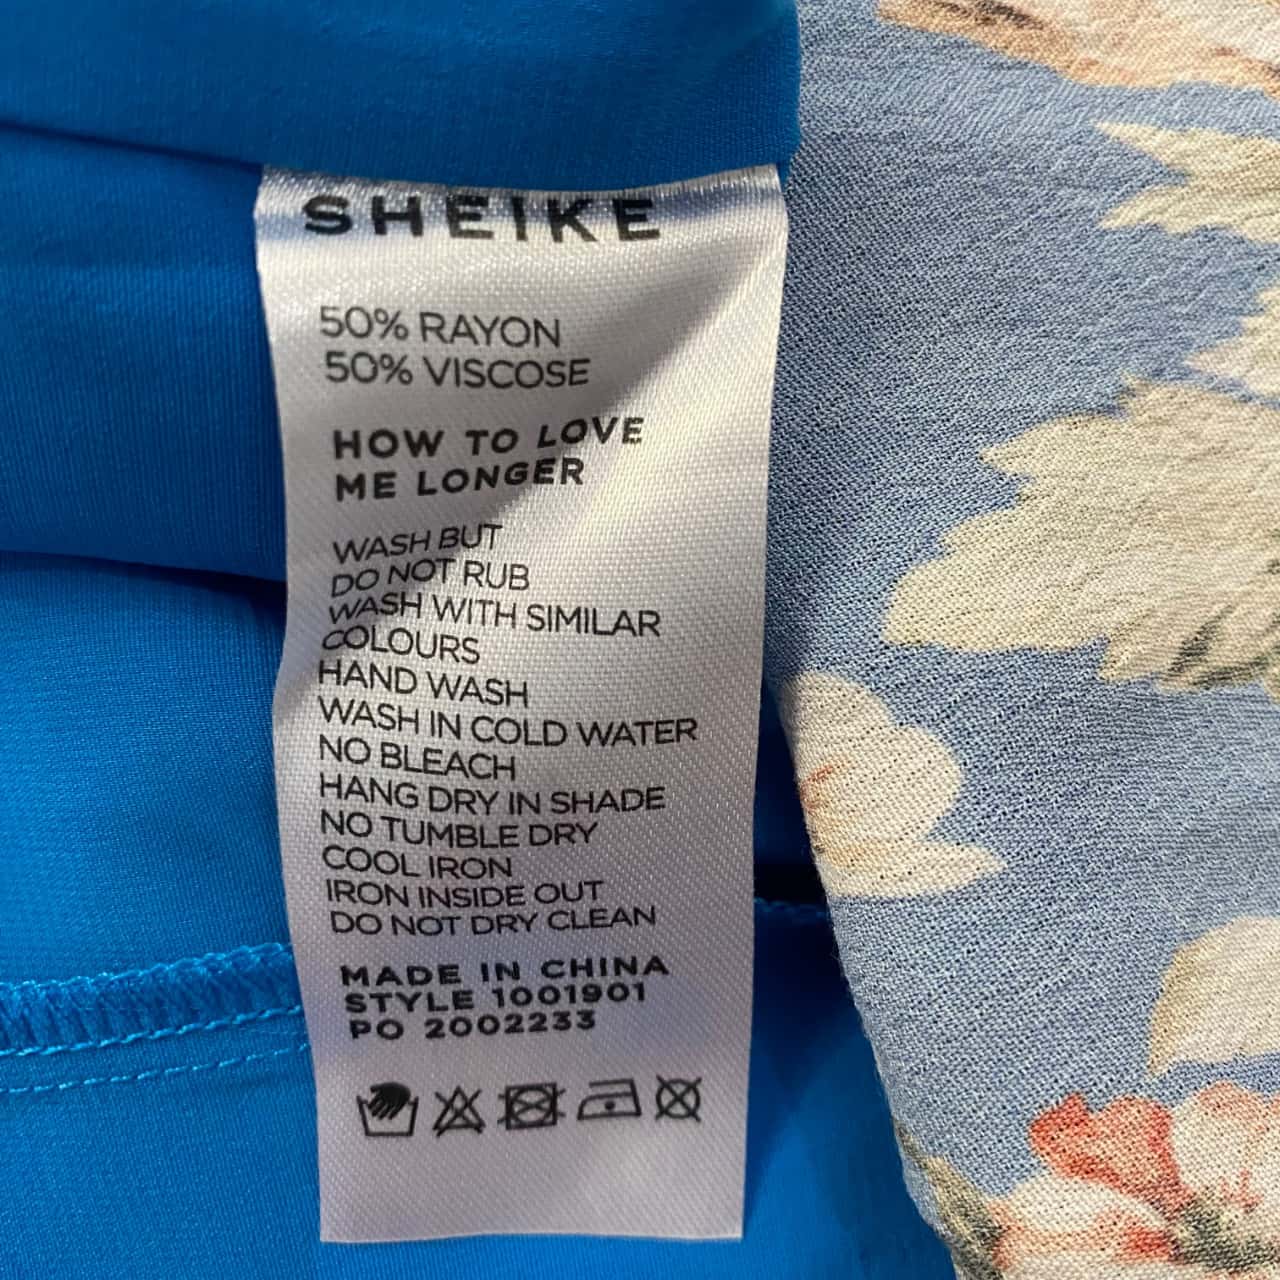 SHEIKE
50% RAYON
50% VISCOSE
HOW TO LOVE
ME LONGER
WASH BUT
DO NOT RUB
WASH WITH SIMILAR
COLOURS
HAND WASH
WASH IN COLD WATER
NO BLEACH
HANG DRY IN SHADE
NO TUMBLE DRY
COOL IRON
IRON INSIDE OUT
DO NOT DRY CLEAN
MADE IN CHINA
STYLE 1001901
PO 2002233